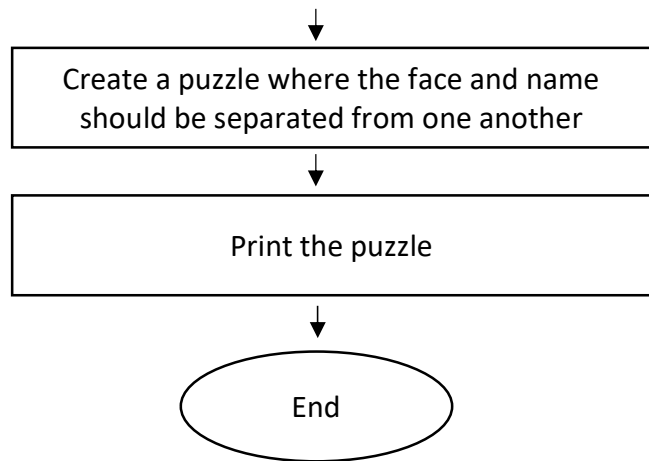 Create a puzzle where the face and name
should be separated from one another
Print the puzzle
End